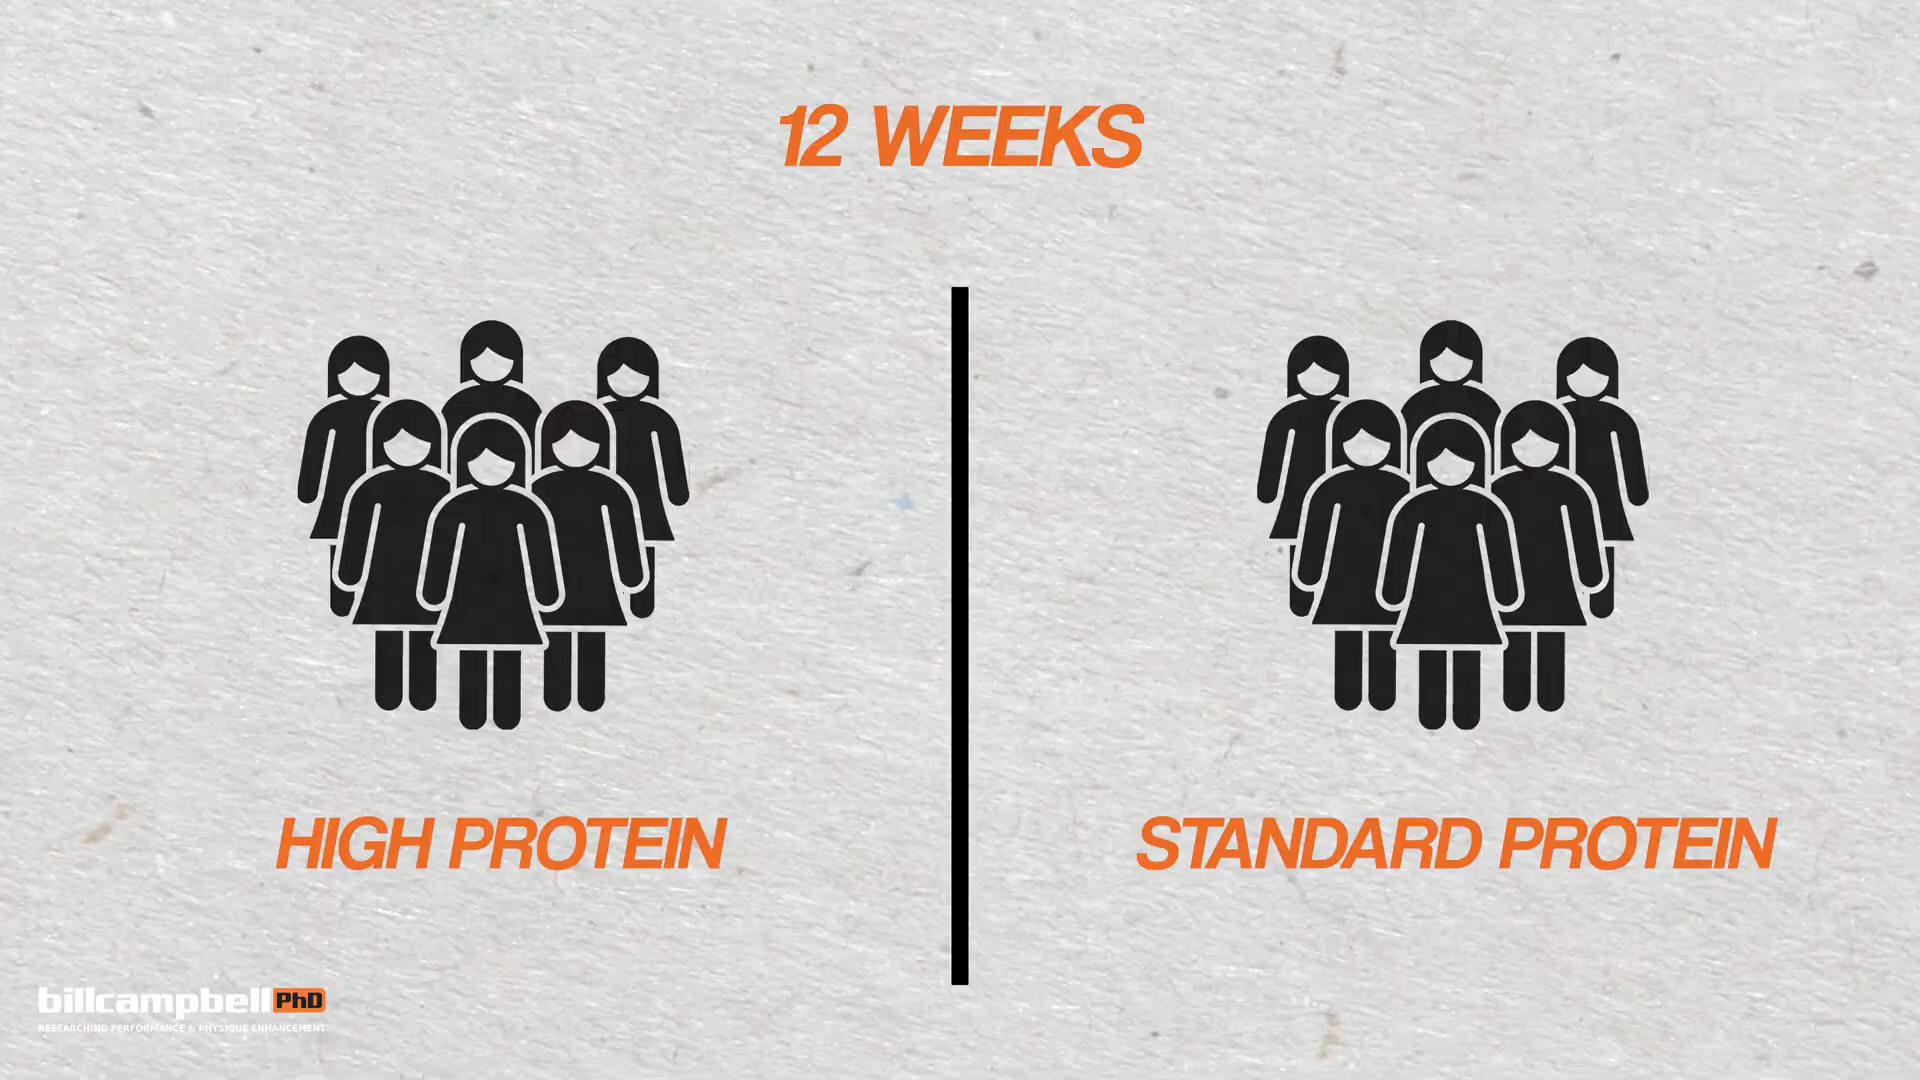 12 WEEKS
HIGH PROTEIN
STANDARD PROTEIN
billcampbell PhD
RESEARCHING PERFORMANCE & PHYSIQUE ENHANCEMENT